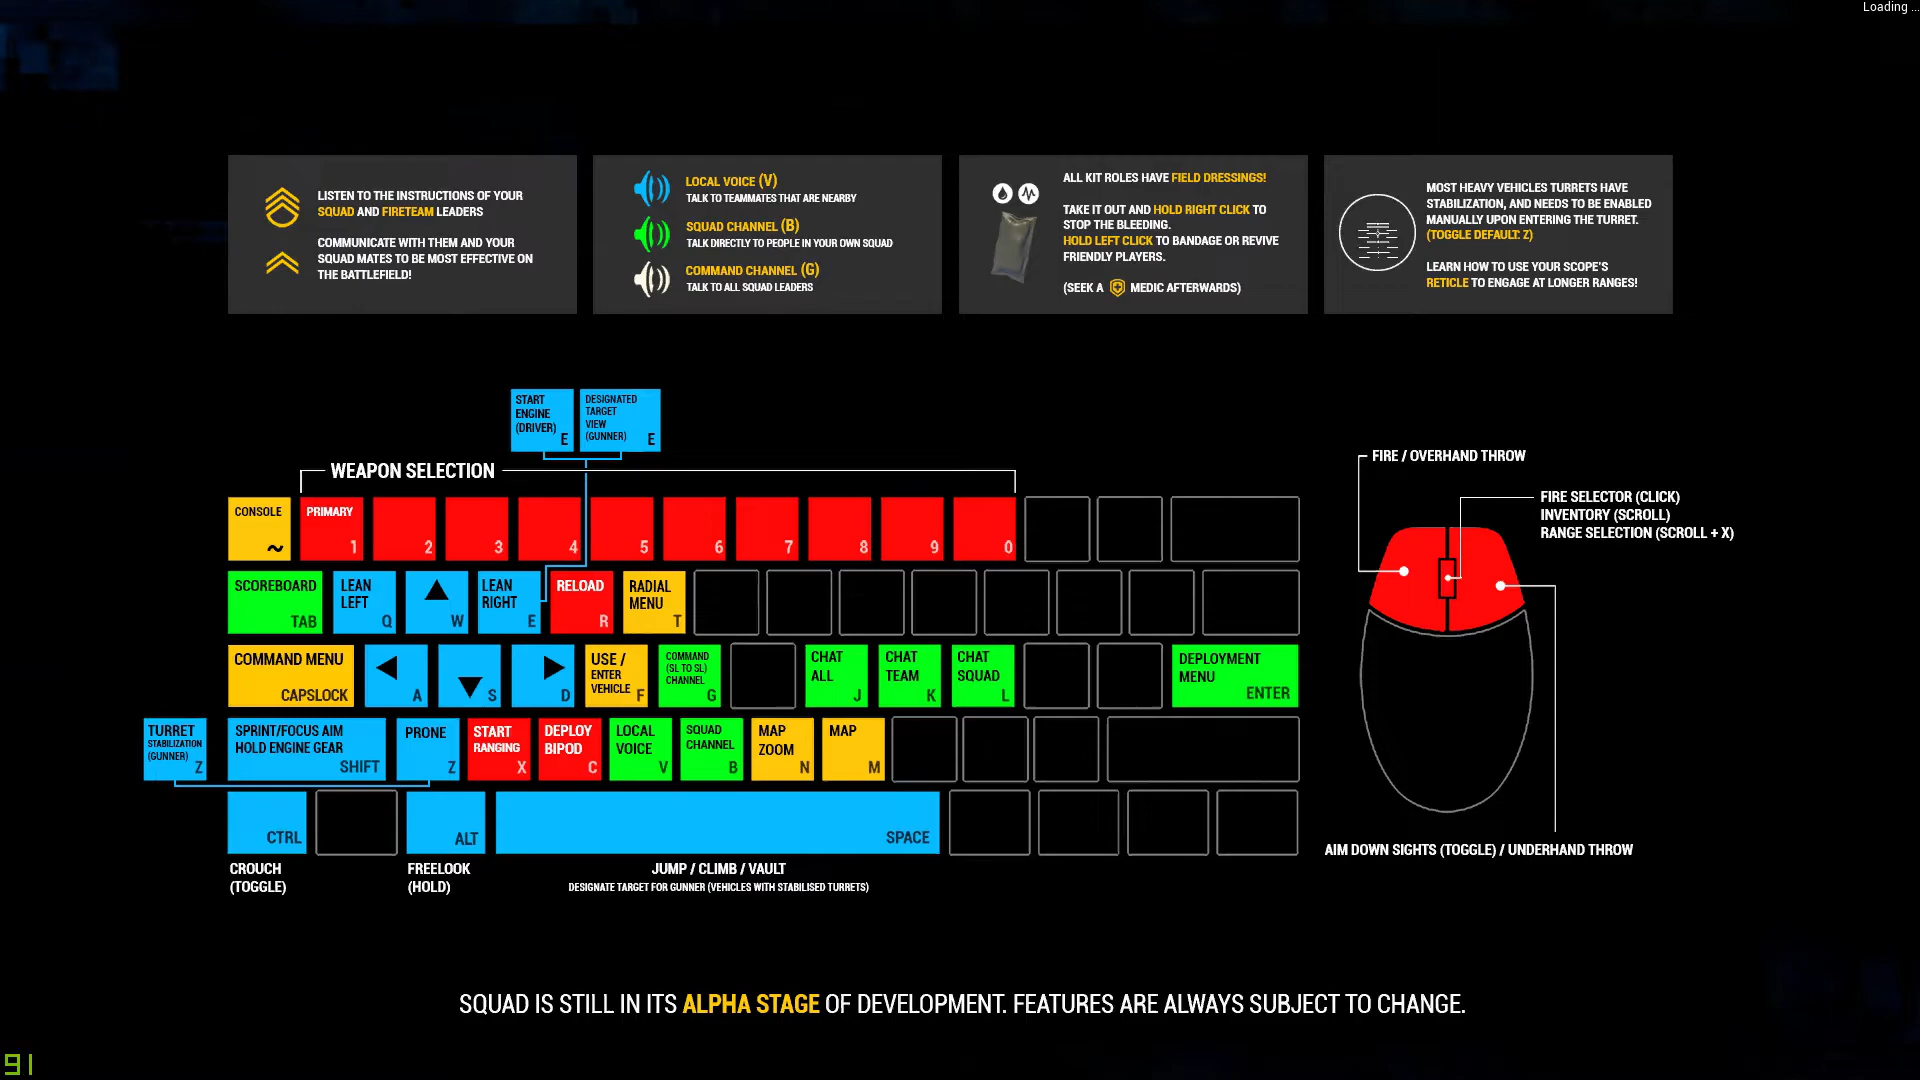 Loading ...
LISTEN TO THE INSTRUCTIONS OF YOUR
SQUAD AND FIRETEAM LEADERS
COMMUNICATE WITH THEM AND YOUR
SQUAD MATES TO BE MOST EFFECTIVE ON
THE BATTLEFIELD!
LOCAL VOICE (V)
TALK TO TEAMMATES THAT ARE NEARBY
SQUAD CHANNEL (B)
TALK DIRECTLY TO PEOPLE IN YOUR OWN SQUAD
COMMAND CHANNEL (G)
TALK TO ALL SQUAD LEADERS
ALL KIT ROLES HAVE FIELD DRESSINGS!
TAKE IT OUT AND HOLD RIGHT CLICK TO
STOP THE BLEEDING.
HOLD LEFT CLICK TO BANDAGE OR REVIVE
FRIENDLY PLAYERS.
(SEEK A MEDIC AFTERWARDS)
MOST HEAVY VEHICLES TURRETS HAVE
STABILIZATION, AND NEEDS TO BE ENABLED
MANUALLY UPON ENTERING THE TURRET.
(TOGGLE DEFAULT: Z)
LEARN HOW TO USE YOUR SCOPE'S
RETICLE TO ENGAGE AT LONGER RANGES!
START
ENGINE
(DRIVER) E
DESIGNATED
TARGET
VIEW
(GUNNER) E
WEAPON SELECTION
CONSOLE
~
PRIMARY
1
2
3
4
5
6
7
8
9
0
SCOREBOARD
TAB
LEAN
LEFT
Q
W
LEAN
RIGHT
E
RELOAD
R
RADIAL
MENU
T
COMMAND MENU
CAPSLOCK
A
S
D
USE /
ENTER
VEHICLE F
COMMAND
(SL TO SL)
CHANNEL
G
CHAT
ALL
J
CHAT
TEAM
K
CHAT
SQUAD
L
DEPLOYMENT
MENU
ENTER
TURRET
STABILIZATION
(GUNNER)
Z
SPRINT/FOCUS AIM
HOLD ENGINE GEAR
SHIFT
PRONE
Z
START
RANGING
X
DEPLOY
BIPOD
C
LOCAL
VOICE
V
SQUAD
CHANNEL
B
MAP
ZOOM
N
MAP
M
CTRL
ALT
SPACE
CROUCH
(TOGGLE)
FREELOOK
(HOLD)
JUMP / CLIMB / VAULT
DESIGNATE TARGET FOR GUNNER (VEHICLES WITH STABILISED TURRETS)
FIRE / OVERHAND THROW
FIRE SELECTOR (CLICK)
INVENTORY (SCROLL)
RANGE SELECTION (SCROLL + X)
AIM DOWN SIGHTS (TOGGLE) / UNDERHAND THROW
SQUAD IS STILL IN ITS ALPHA STAGE OF DEVELOPMENT. FEATURES ARE ALWAYS SUBJECT TO CHANGE.
91